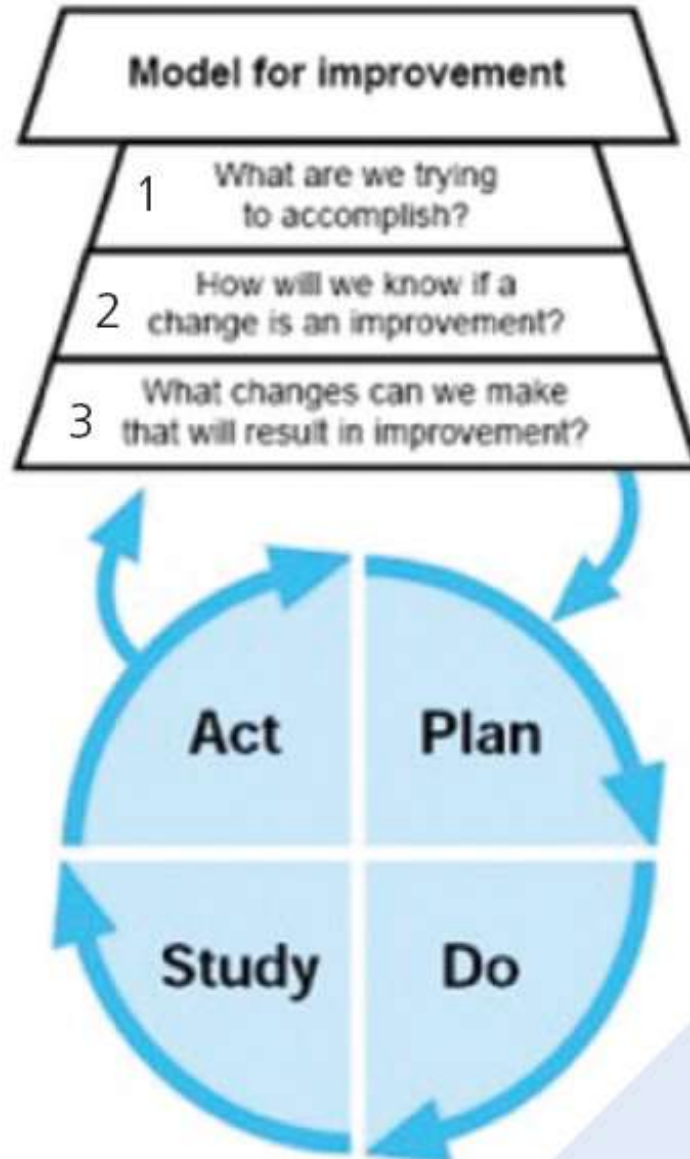 Model for improvement
1 What are we trying
to accomplish?
2 How will we know if a
change is an improvement?
3 What changes can we make
that will result in improvement?
Act Plan
Study Do